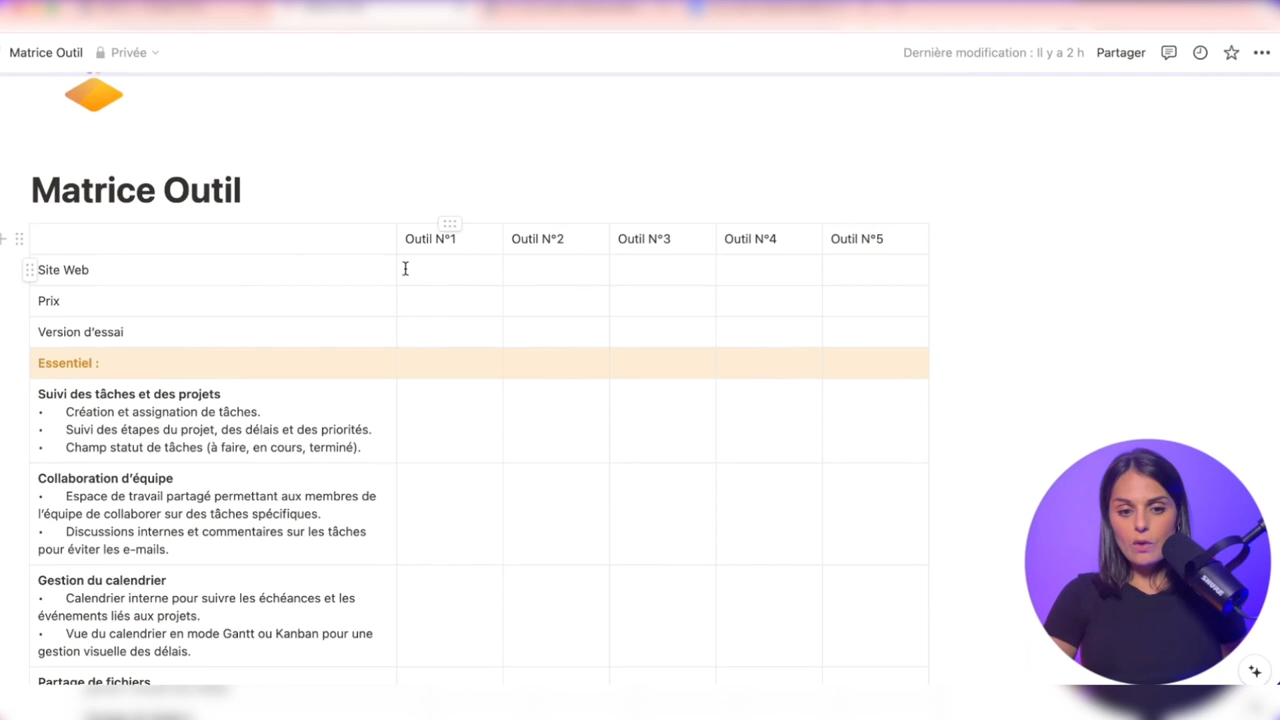 Matrice Outil Privée
Dernière modification : Il y a 2 h Partager
Matrice Outil
Outil N°1 Outil N°2 Outil N°3 Outil N°4 Outil N°5
Site Web
Prix
Version d'essai
Essentiel :
Suivi des tâches et des projets
• Création et assignation de tâches.
• Suivi des étapes du projet, des délais et des priorités.
• Champ statut de tâches (à faire, en cours, terminé).
Collaboration d'équipe
• Espace de travail partagé permettant aux membres de
l'équipe de collaborer sur des tâches spécifiques.
• Discussions internes et commentaires sur les tâches
pour éviter les e-mails.
Gestion du calendrier
• Calendrier interne pour suivre les échéances et les
événements liés aux projets.
• Vue du calendrier en mode Gantt ou Kanban pour une
gestion visuelle des délais.
Partage de fichiers
SHURE